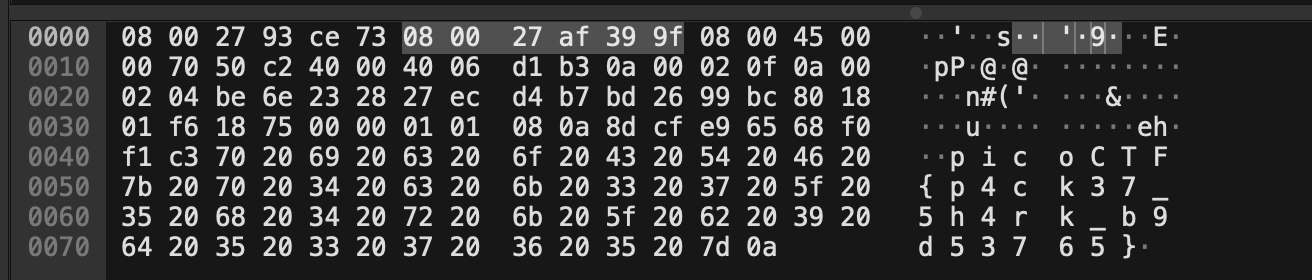 0000 08 00 27 93 ce 73 08 00 27 af 39 9f 08 00 45 00 ··'··s·· '·9···E·
0010 00 70 50 c2 40 00 40 06 d1 b3 0a 00 02 0f 0a 00 ·pP·@·@· ········
0020 02 04 be 6e 23 28 27 ec d4 b7 bd 26 99 bc 80 18 ···n#('· ···&····
0030 01 f6 18 75 00 00 01 01 08 0a 8d cf e9 65 68 f0 ···u···· ·····eh·
0040 f1 c3 70 20 69 20 63 20 6f 20 43 20 54 20 46 20 ··p i c o C T F
0050 7b 20 70 20 34 20 63 20 6b 20 33 20 37 20 5f 20 { p 4 c k 3 7 _
0060 35 20 68 20 34 20 72 20 6b 20 5f 20 62 20 39 20 5 h 4 r k _ b 9
0070 64 20 35 20 33 20 37 20 36 20 35 20 7d 0a d 5 3 7 6 5 }·